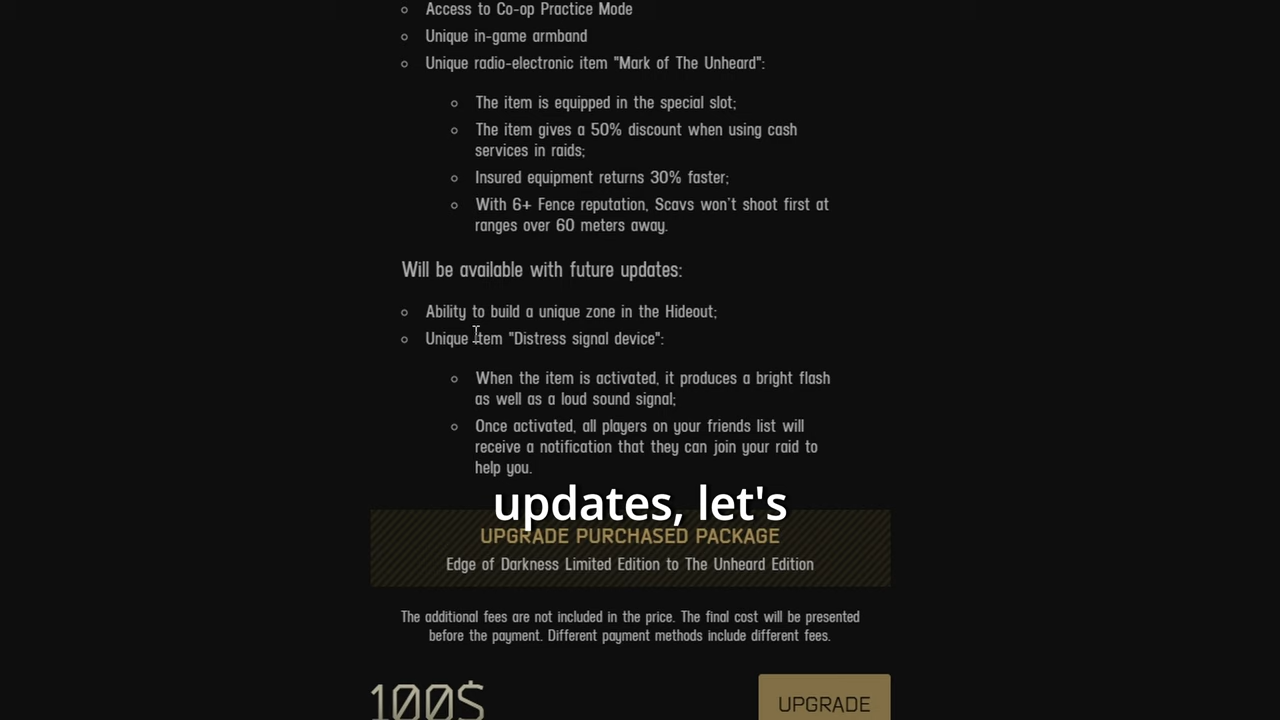 Access to Co-op Practice Mode
Unique in-game armband
Unique radio-electronic item "Mark of The Unheard":
The item is equipped in the special slot;
The item gives a 50% discount when using cash
services in raids;
Insured equipment returns 30% faster;
With 6+ Fence reputation, Scavs won't shoot first at
ranges over 60 meters away.
Will be available with future updates:
Ability to build a unique zone in the Hideout;
Unique item "Distress signal device":
When the item is activated, it produces a bright flash
as well as a loud sound signal;
Once activated, all players on your friends list will
receive a notification that they can join your raid to
help you.
updates, let's
UPGRADE PURCHASED PACKAGE
Edge of Darkness Limited Edition to The Unheard Edition
The additional fees are not included in the price. The final cost will be presented
before the payment. Different payment methods include different fees.
100$
UPGRADE